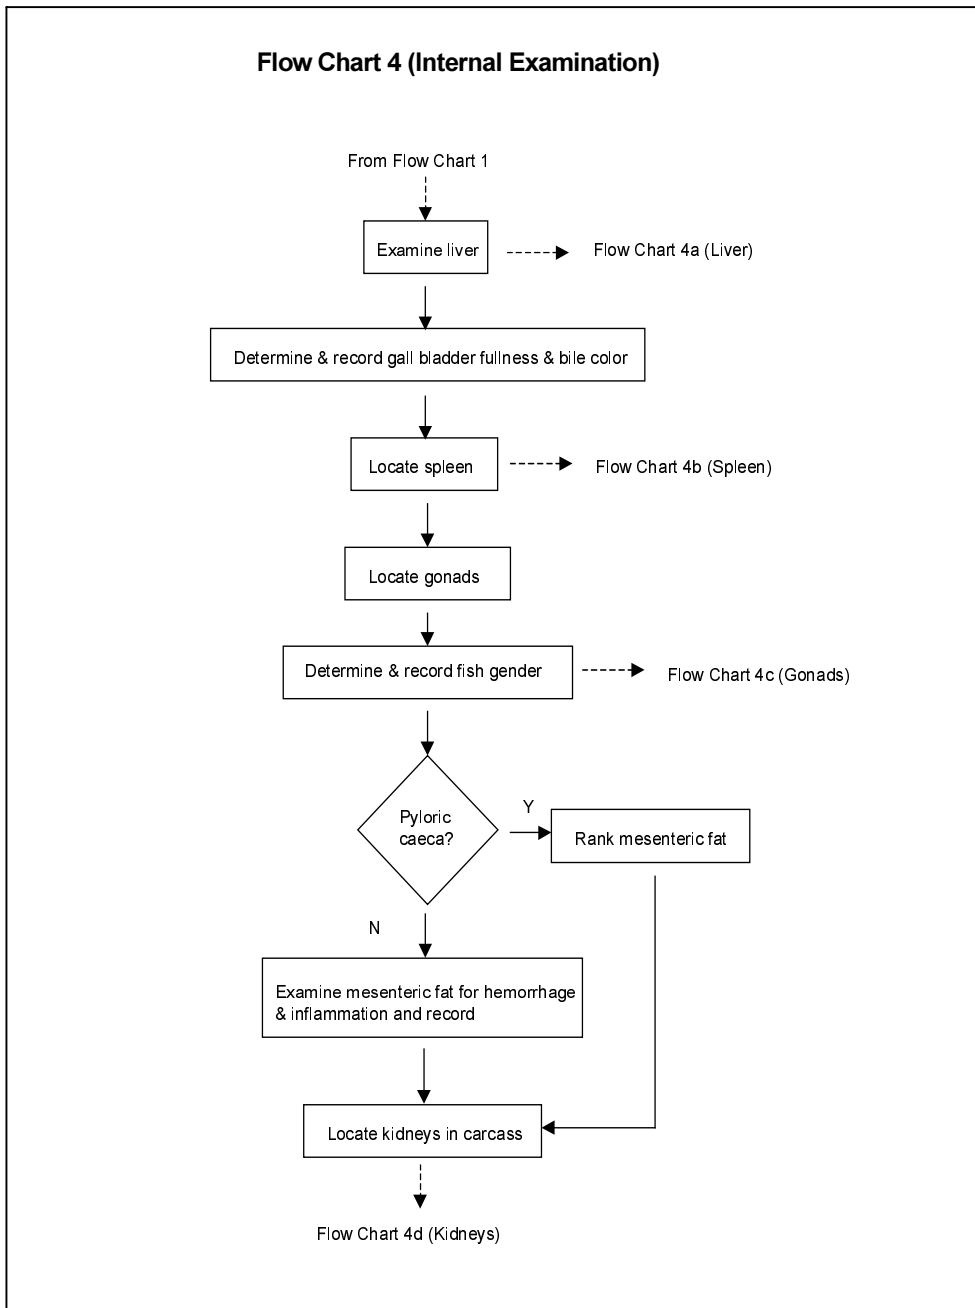 Flow Chart 4 (Internal Examination)
From Flow Chart 1
Examine liver
Flow Chart 4a (Liver)
Determine & record gall bladder fullness & bile color
Locate spleen
Flow Chart 4b (Spleen)
Locate gonads
Determine & record fish gender
Flow Chart 4c (Gonads)
Pyloric
caeca?
Y
Rank mesenteric fat
N
Examine mesenteric fat for hemorrhage
& inflammation and record
Locate kidneys in carcass
Flow Chart 4d (Kidneys)